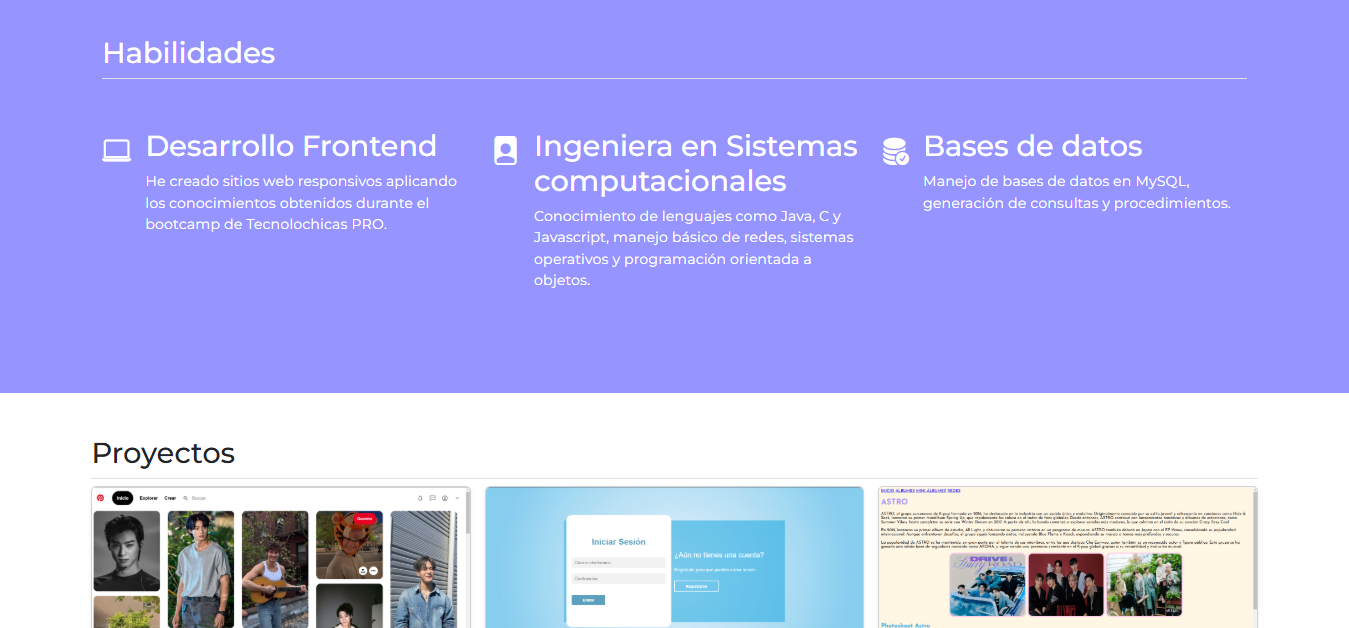 Habilidades
Desarrollo Frontend
He creado sitios web responsivos aplicando
los conocimientos obtenidos durante el
bootcamp de Tecnolochicas PRO.
Ingeniera en Sistemas
computacionales
Conocimiento de lenguajes como Java, C y
Javascript, manejo básico de redes, sistemas
operativos y programación orientada a
objetos.
Bases de datos
Manejo de bases de datos en MySQL,
generación de consultas y procedimientos.
Proyectos
Inicio Explorar Crear Buscar
Guardar
Iniciar Sesión
¿Aún no tienes una cuenta?
Regístrate para que puedas iniciar sesión
Correo electrónico
Contraseña
Entrar
Regístrarse
INICIO ALBUMES MINI ALBUMES REDES
ASTRO
DRIVE
Photoshoot Astro